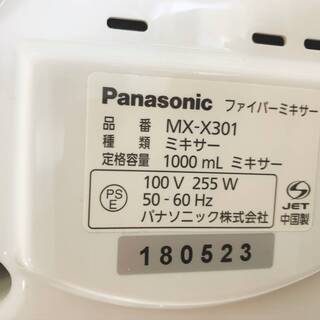 Panasonic ファイバーミキサー
品番 MX-X301
種類 ミキサー
定格容量 1000 mL ミキサー
100 V 255 W
50 - 60 Hz
パナソニック株式会社
PS
E
JET
中国製
180523